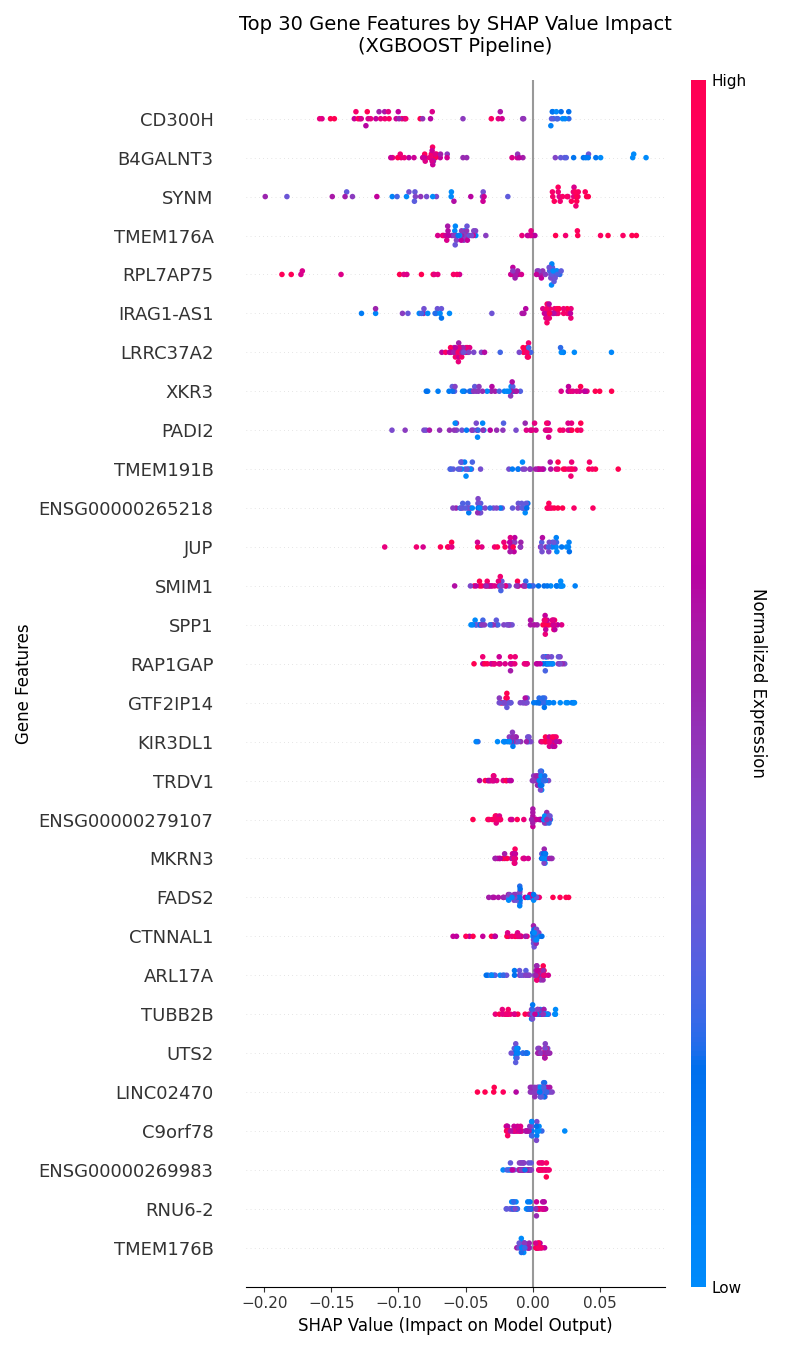 Top 30 Gene Features by SHAP Value Impact
(XGBOOST Pipeline)
High
CD300H
B4GALNT3
SYNM
TMEM176A
RPL7AP75
IRAG1-AS1
LRRC37A2
XKR3
PADI2
TMEM191B
ENSG00000265218
JUP
SMIM1
SPP1
RAP1GAP
GTF2IP14
KIR3DL1
TRDV1
ENSG00000279107
MKRN3
FADS2
CTNNAL1
ARL17A
TUBB2B
UTS2
LINC02470
C9orf78
ENSG00000269983
RNU6-2
TMEM176B
Gene Features
Normalized Expression
Low
−0.20 −0.15 −0.10 −0.05 0.00 0.05
SHAP Value (Impact on Model Output)